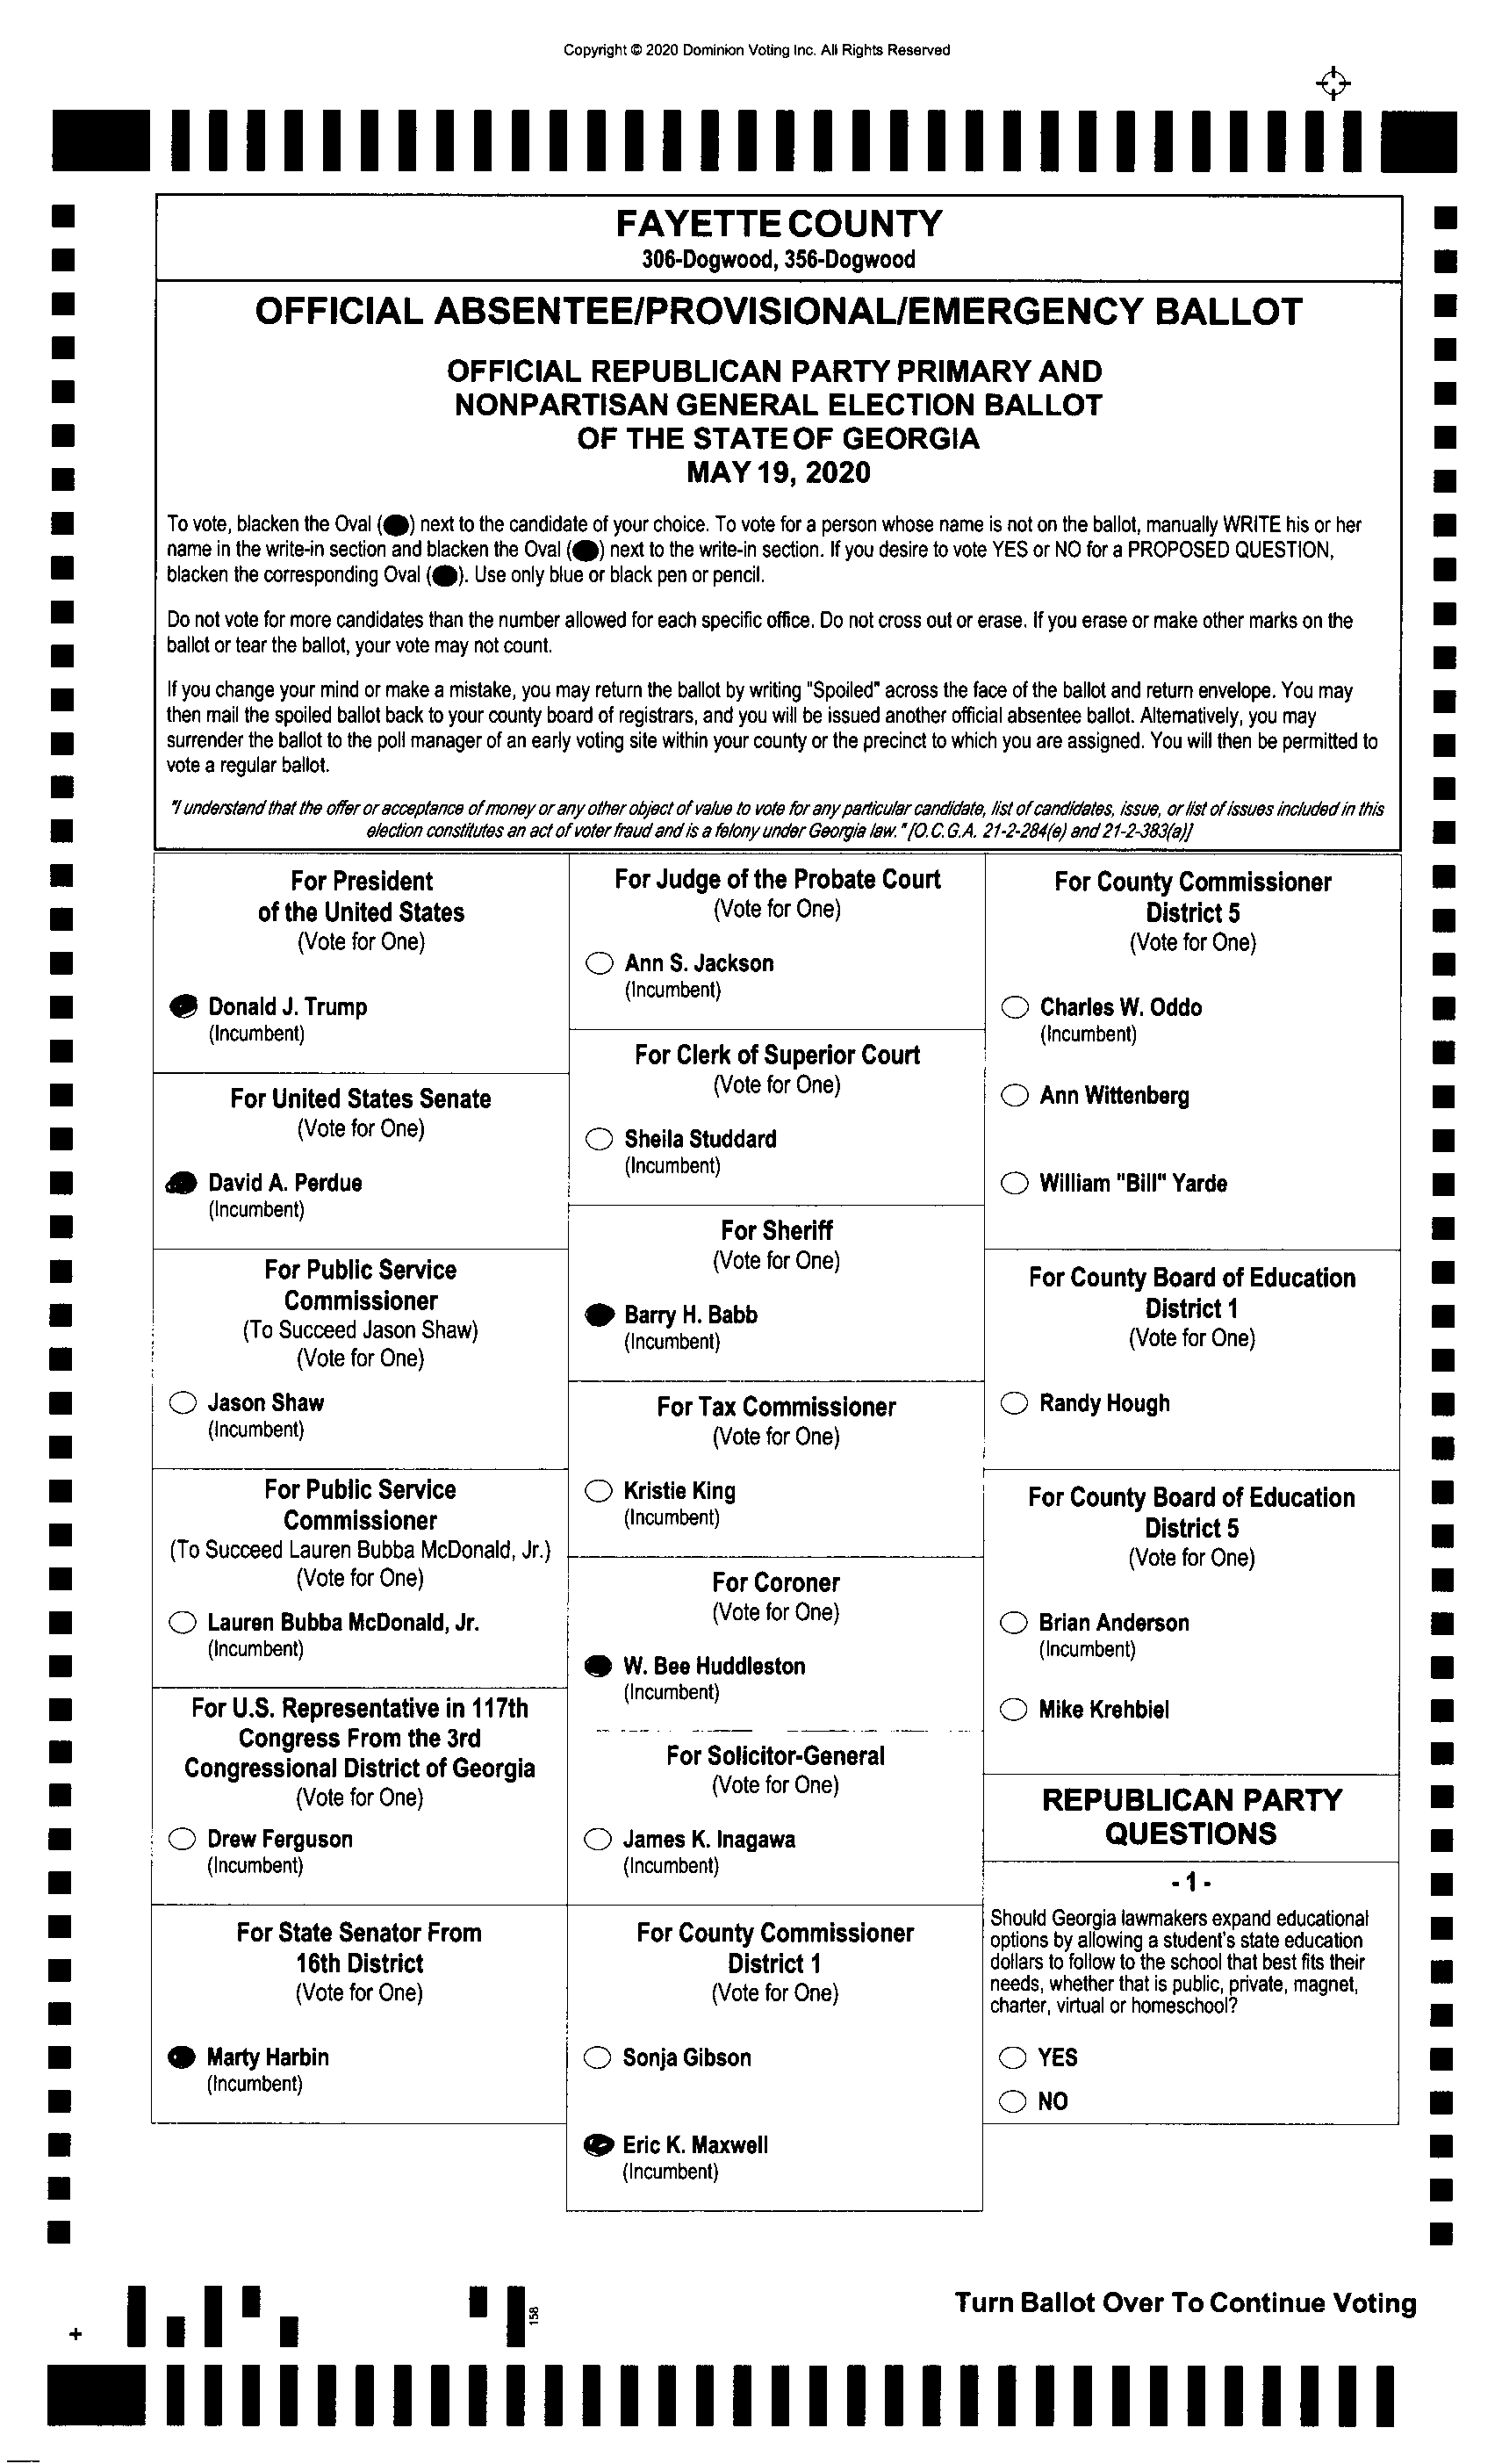 Copyright © 2020 Dominion Voting Inc. All Rights Reserved
FAYETTE COUNTY
306-Dogwood, 356-Dogwood
OFFICIAL ABSENTEE/PROVISIONAL/EMERGENCY BALLOT
OFFICIAL REPUBLICAN PARTY PRIMARY AND
NONPARTISAN GENERAL ELECTION BALLOT
OF THE STATE OF GEORGIA
MAY 19, 2020
To vote, blacken the Oval ( ) next to the candidate of your choice. To vote for a person whose name is not on the ballot, manually WRITE his or her
name in the write-in section and blacken the Oval ( ) next to the write-in section. If you desire to vote YES or NO for a PROPOSED QUESTION,
blacken the corresponding Oval ( ). Use only blue or black pen or pencil.
Do not vote for more candidates than the number allowed for each specific office. Do not cross out or erase. If you erase or make other marks on the
ballot or tear the ballot, your vote may not count.
If you change your mind or make a mistake, you may return the ballot by writing "Spoiled" across the face of the ballot and return envelope. You may
then mail the spoiled ballot back to your county board of registrars, and you will be issued another official absentee ballot. Alternatively, you may
surrender the ballot to the poll manager of an early voting site within your county or the precinct to which you are assigned. You will then be permitted to
vote a regular ballot.
"I understand that the offer or acceptance of money or any other object of value to vote for any particular candidate, list of candidates, issue, or list of issues included in this
election constitutes an act of voter fraud and is a felony under Georgia law." [O.C.G.A. 21-2-284(e) and 21-2-383(a)]
For President
of the United States
(Vote for One)
Donald J. Trump
(Incumbent)
For United States Senate
(Vote for One)
David A. Perdue
(Incumbent)
For Public Service
Commissioner
(To Succeed Jason Shaw)
(Vote for One)
Jason Shaw
(Incumbent)
For Public Service
Commissioner
(To Succeed Lauren Bubba McDonald, Jr.)
(Vote for One)
Lauren Bubba McDonald, Jr.
(Incumbent)
For U.S. Representative in 117th
Congress From the 3rd
Congressional District of Georgia
(Vote for One)
Drew Ferguson
(Incumbent)
For State Senator From
16th District
(Vote for One)
Marty Harbin
(Incumbent)
For Judge of the Probate Court
(Vote for One)
Ann S. Jackson
(Incumbent)
For Clerk of Superior Court
(Vote for One)
Sheila Studdard
(Incumbent)
For Sheriff
(Vote for One)
Barry H. Babb
(Incumbent)
For Tax Commissioner
(Vote for One)
Kristie King
(Incumbent)
For Coroner
(Vote for One)
W. Bee Huddleston
(Incumbent)
For Solicitor-General
(Vote for One)
James K. Inagawa
(Incumbent)
For County Commissioner
District 1
(Vote for One)
Sonja Gibson
Eric K. Maxwell
(Incumbent)
For County Commissioner
District 5
(Vote for One)
Charles W. Oddo
(Incumbent)
Ann Wittenberg
William "Bill" Yarde
For County Board of Education
District 1
(Vote for One)
Randy Hough
For County Board of Education
District 5
(Vote for One)
Brian Anderson
(Incumbent)
Mike Krehbiel
REPUBLICAN PARTY
QUESTIONS
- 1 -
Should Georgia lawmakers expand educational
options by allowing a student's state education
dollars to follow to the school that best fits their
needs, whether that is public, private, magnet,
charter, virtual or homeschool?
YES
NO
158
Turn Ballot Over To Continue Voting